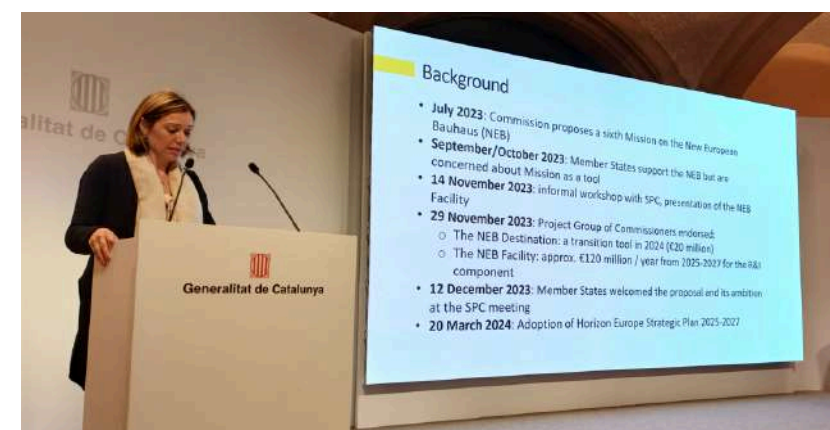 Generalitat de Catalunya
Background
• July 2023: Commission proposes a sixth Mission on the New European
Bauhaus (NEB)
• September/October 2023: Member States support the NEB but are
concerned about Mission as a tool
• 14 November 2023: informal workshop with SPC, presentation of the NEB
Facility
• 29 November 2023: Project Group of Commissioners endorsed:
o The NEB Destination: a transition tool in 2024 (€20 million)
o The NEB Facility: approx. €120 million / year from 2025-2027 for the R&I
component
• 12 December 2023: Member States welcomed the proposal and its ambition
at the SPC meeting
• 20 March 2024: Adoption of Horizon Europe Strategic Plan 2025-2027